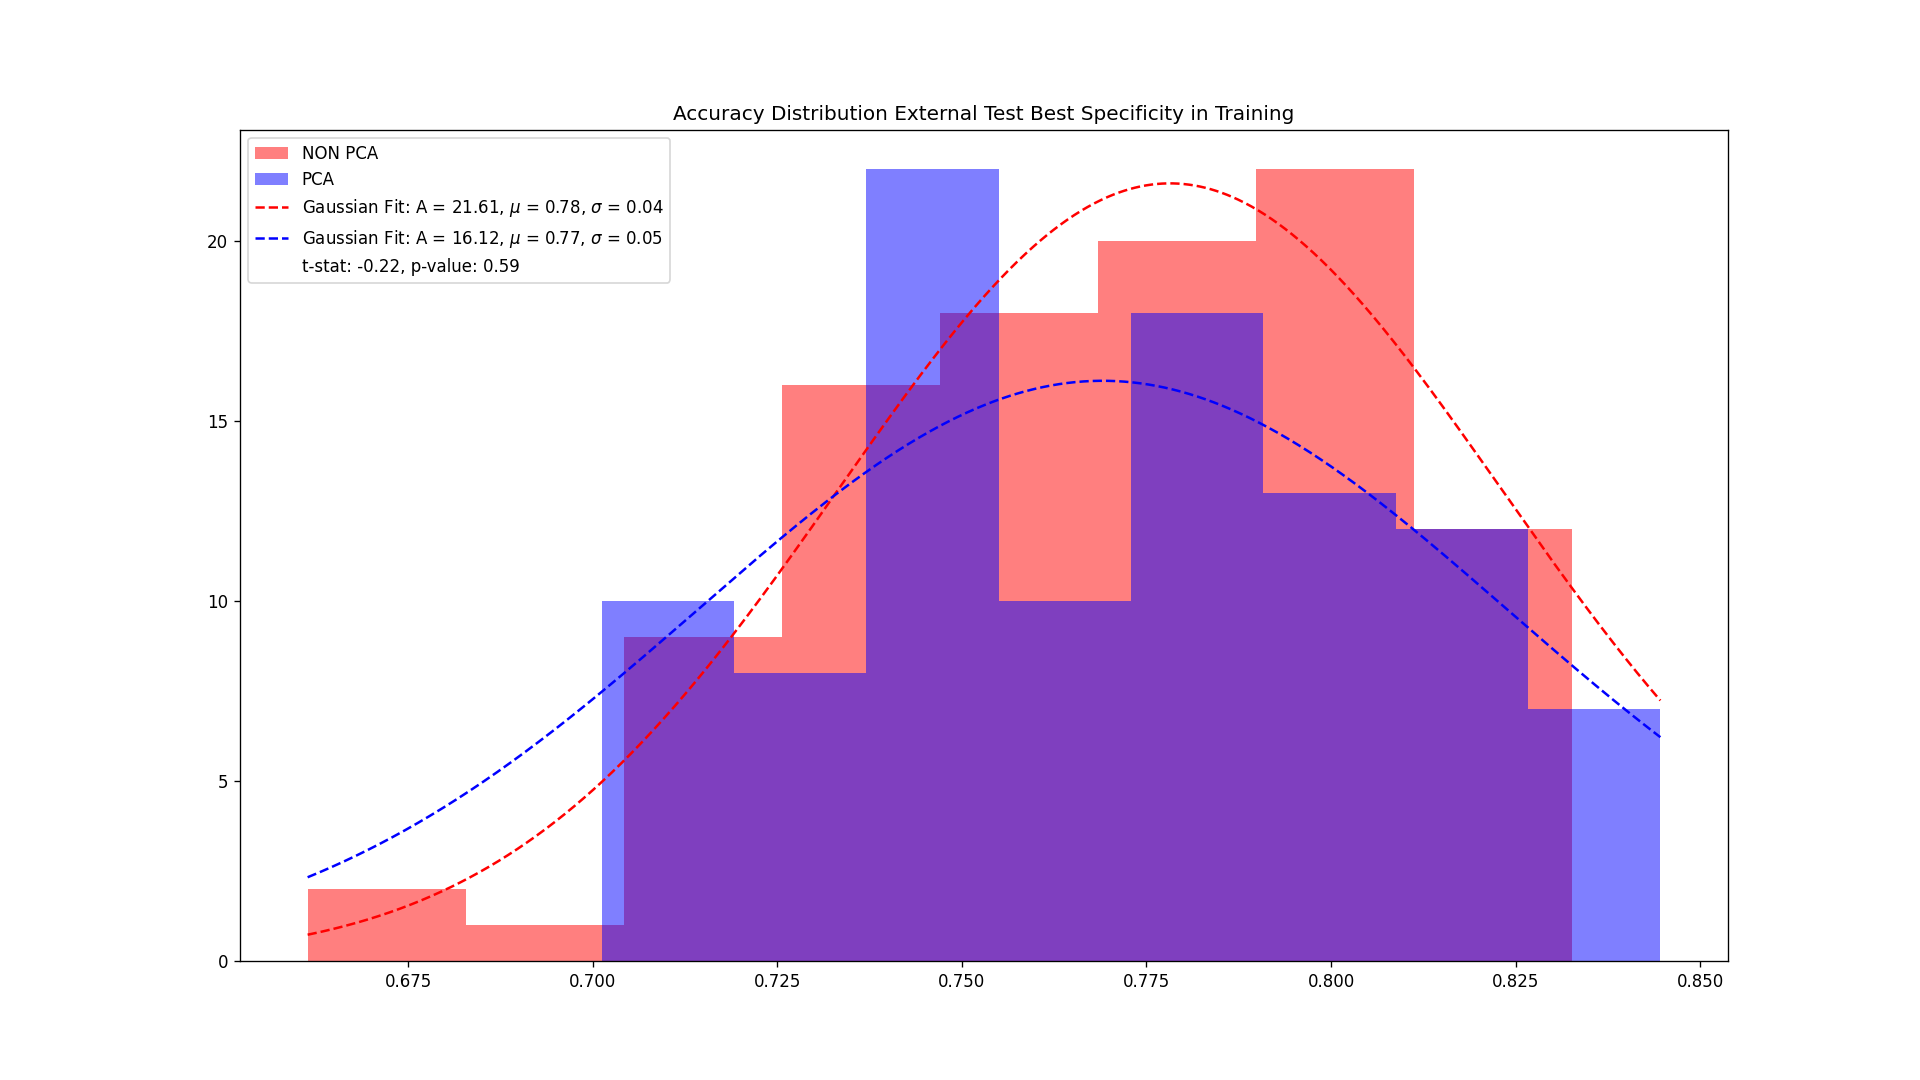 Accuracy Distribution External Test Best Specificity in Training
NON PCA
PCA
Gaussian Fit: A = 21.61, μ = 0.78, σ = 0.04
Gaussian Fit: A = 16.12, μ = 0.77, σ = 0.05
t-stat: -0.22, p-value: 0.59
20
15
10
5
0
0.675 0.700 0.725 0.750 0.775 0.800 0.825 0.850